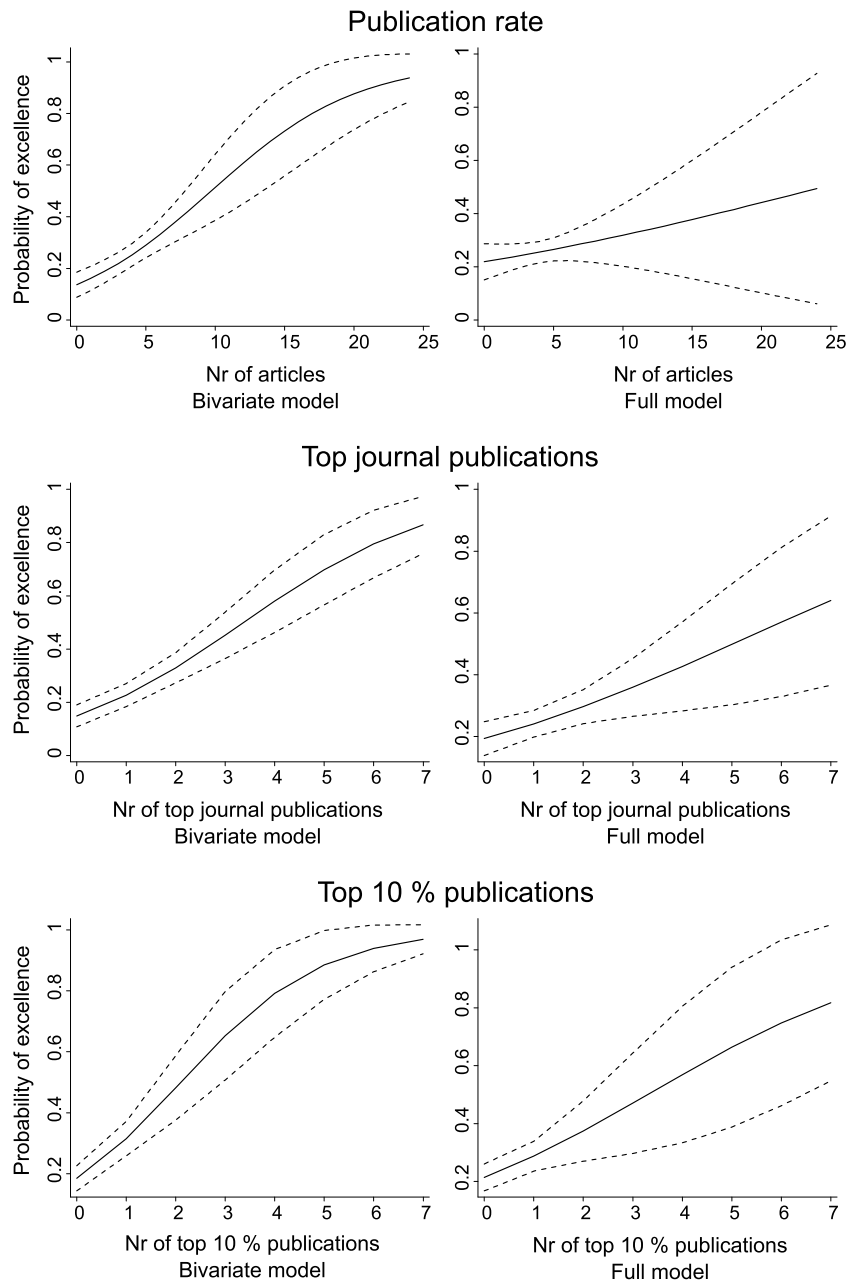 Publication rate
Probability of excellence
0 0.2 0.4 0.6 0.8 1
0 5 10 15 20 25
Nr of articles
Bivariate model
0 0.2 0.4 0.6 0.8 1
0 5 10 15 20 25
Nr of articles
Full model
Top journal publications
Probability of excellence
0 0.2 0.4 0.6 0.8 1
0 1 2 3 4 5 6 7
Nr of top journal publications
Bivariate model
0.2 0.4 0.6 0.8 1
0 1 2 3 4 5 6 7
Nr of top journal publications
Full model
Top 10 % publications
Probability of excellence
0.2 0.4 0.6 0.8 1
0 1 2 3 4 5 6 7
Nr of top 10 % publications
Bivariate model
0.2 0.4 0.6 0.8 1
0 1 2 3 4 5 6 7
Nr of top 10 % publications
Full model